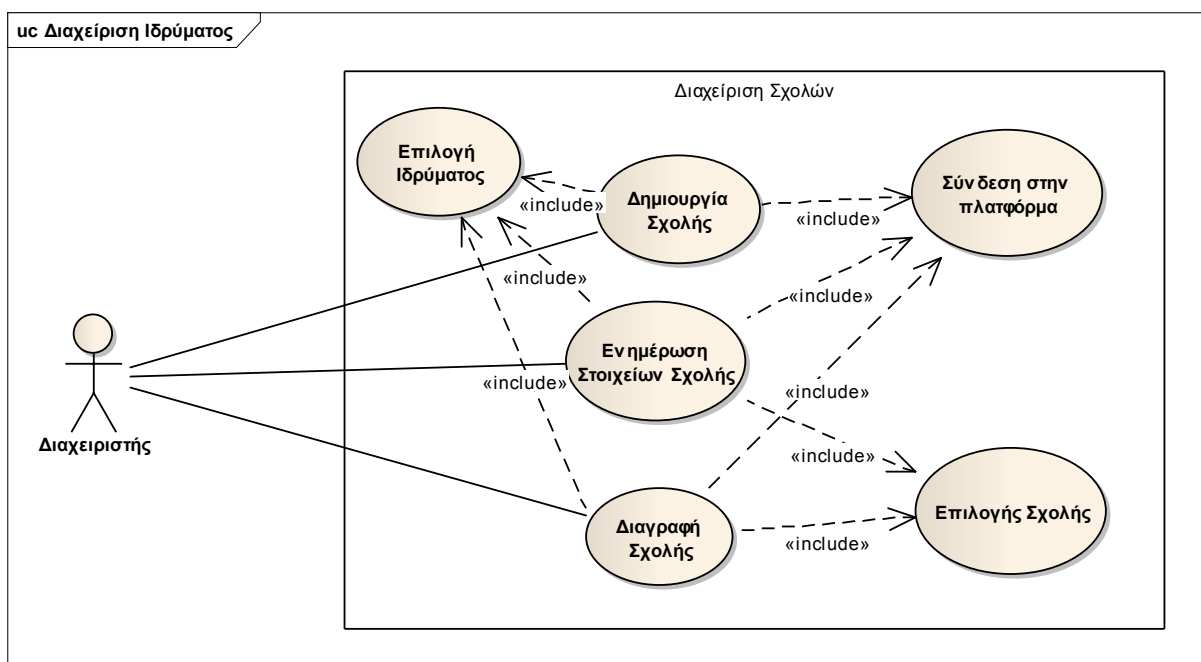 uc Διαχείριση Ιδρύματος
Διαχείριση Σχολών
Επιλογή
Ιδρύματος
Δημιουργία
Σχολής
Σύνδεση στην
πλατφόρμα
«include»
«include»
«include»
«include»
Ενημέρωση
Στοιχείων Σχολής
«include»
«include»
Διαχειριστής
«include»
Διαγραφή
Σχολής
«include»
Επιλογής Σχολής